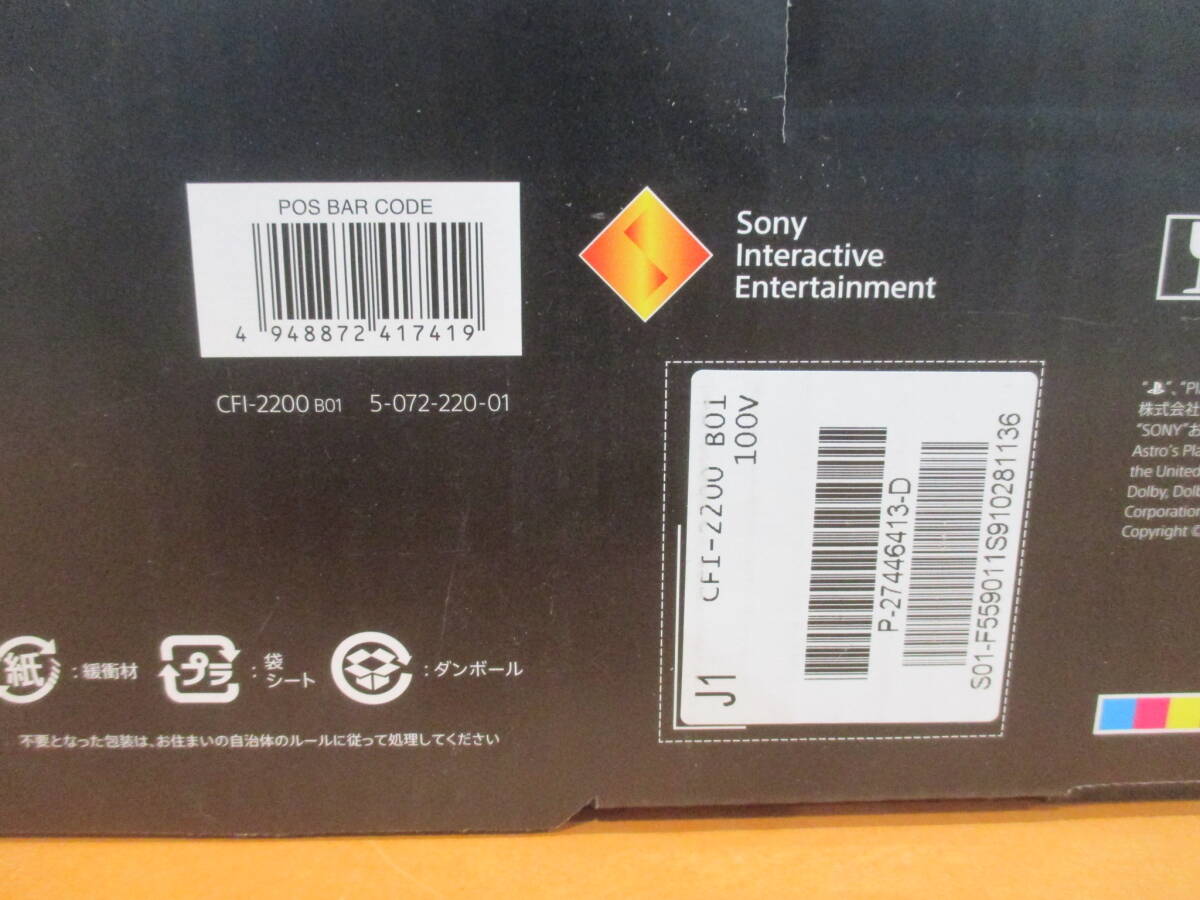 POS BAR CODE
4 948872 417419
CFI-2200 B01 5-072-220-01
Sony
Interactive
Entertainment
CFI-2200 B01
100V
P-27446413-D
S01-F559011S910281136
J1
紙 : 緩衝材
プラ : 袋
シート
: ダンボール
不要となった包装は、お住まいの自治体のルールに従って処理してください
株式会社
"SONY"お
Astro's
the United
Dolby,
Corporation
Copyright ©